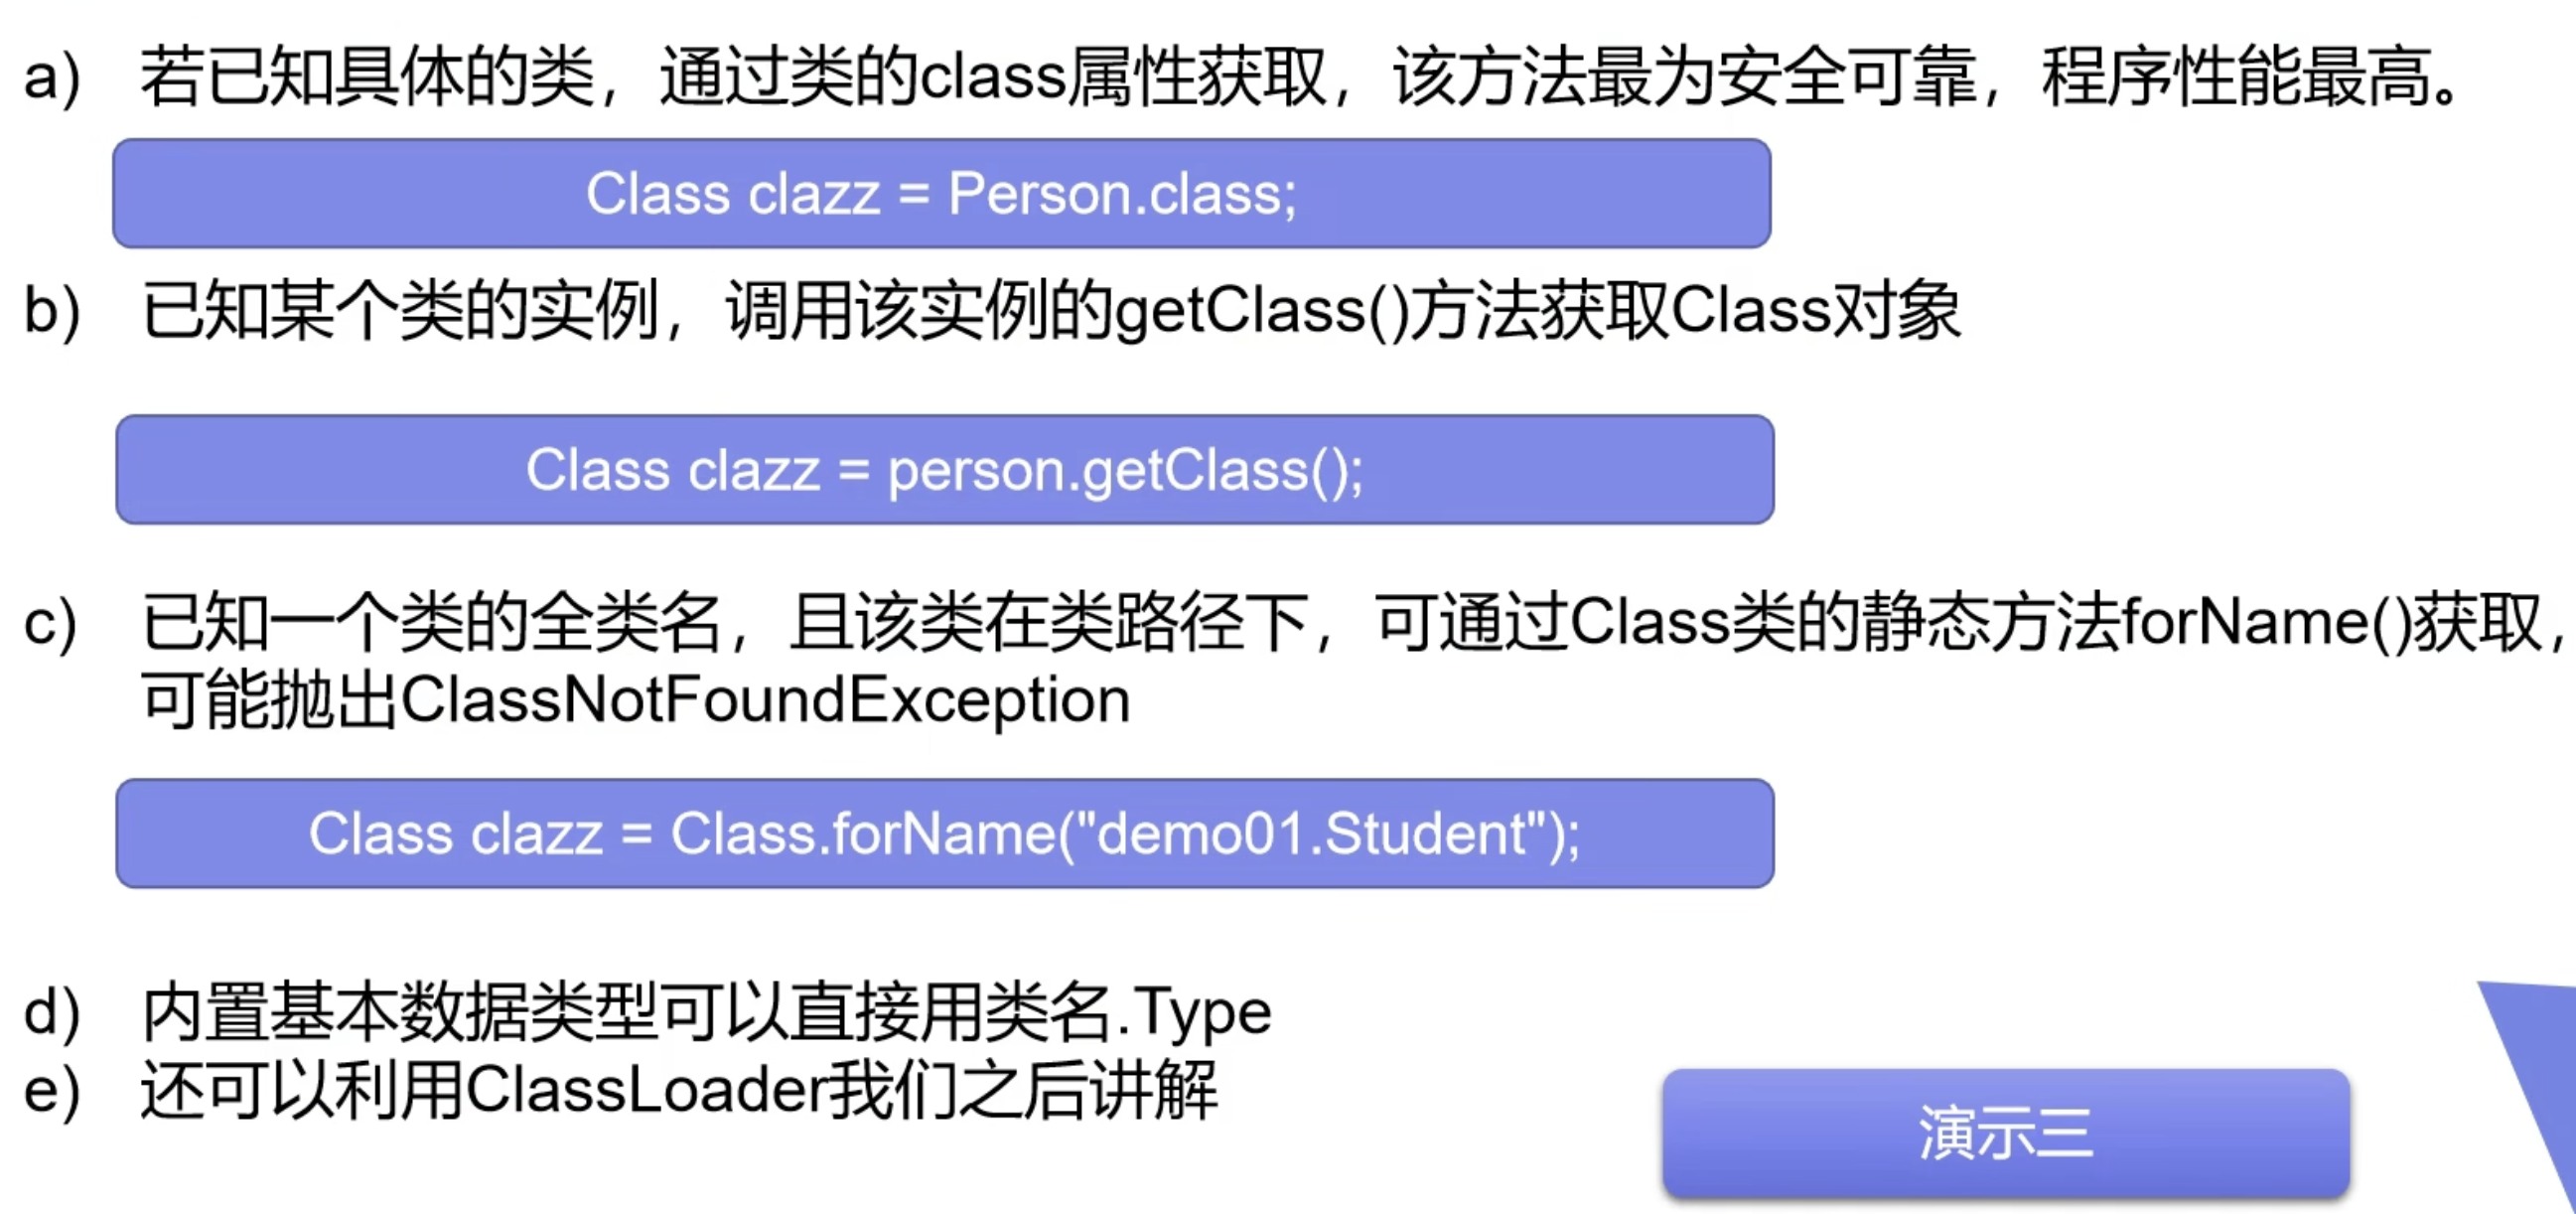 a) 若已知具体的类，通过类的class属性获取，该方法最为安全可靠，程序性能最高。
Class clazz = Person.class;
b) 已知某个类的实例，调用该实例的getClass()方法获取Class对象
Class clazz = person.getClass();
c) 已知一个类的全类名，且该类在类路径下，可通过Class类的静态方法forName()获取，
可能抛出ClassNotFoundException
Class clazz = Class.forName("demo01.Student");
d) 内置基本数据类型可以直接用类名.Type
e) 还可以利用ClassLoader我们之后讲解
演示三